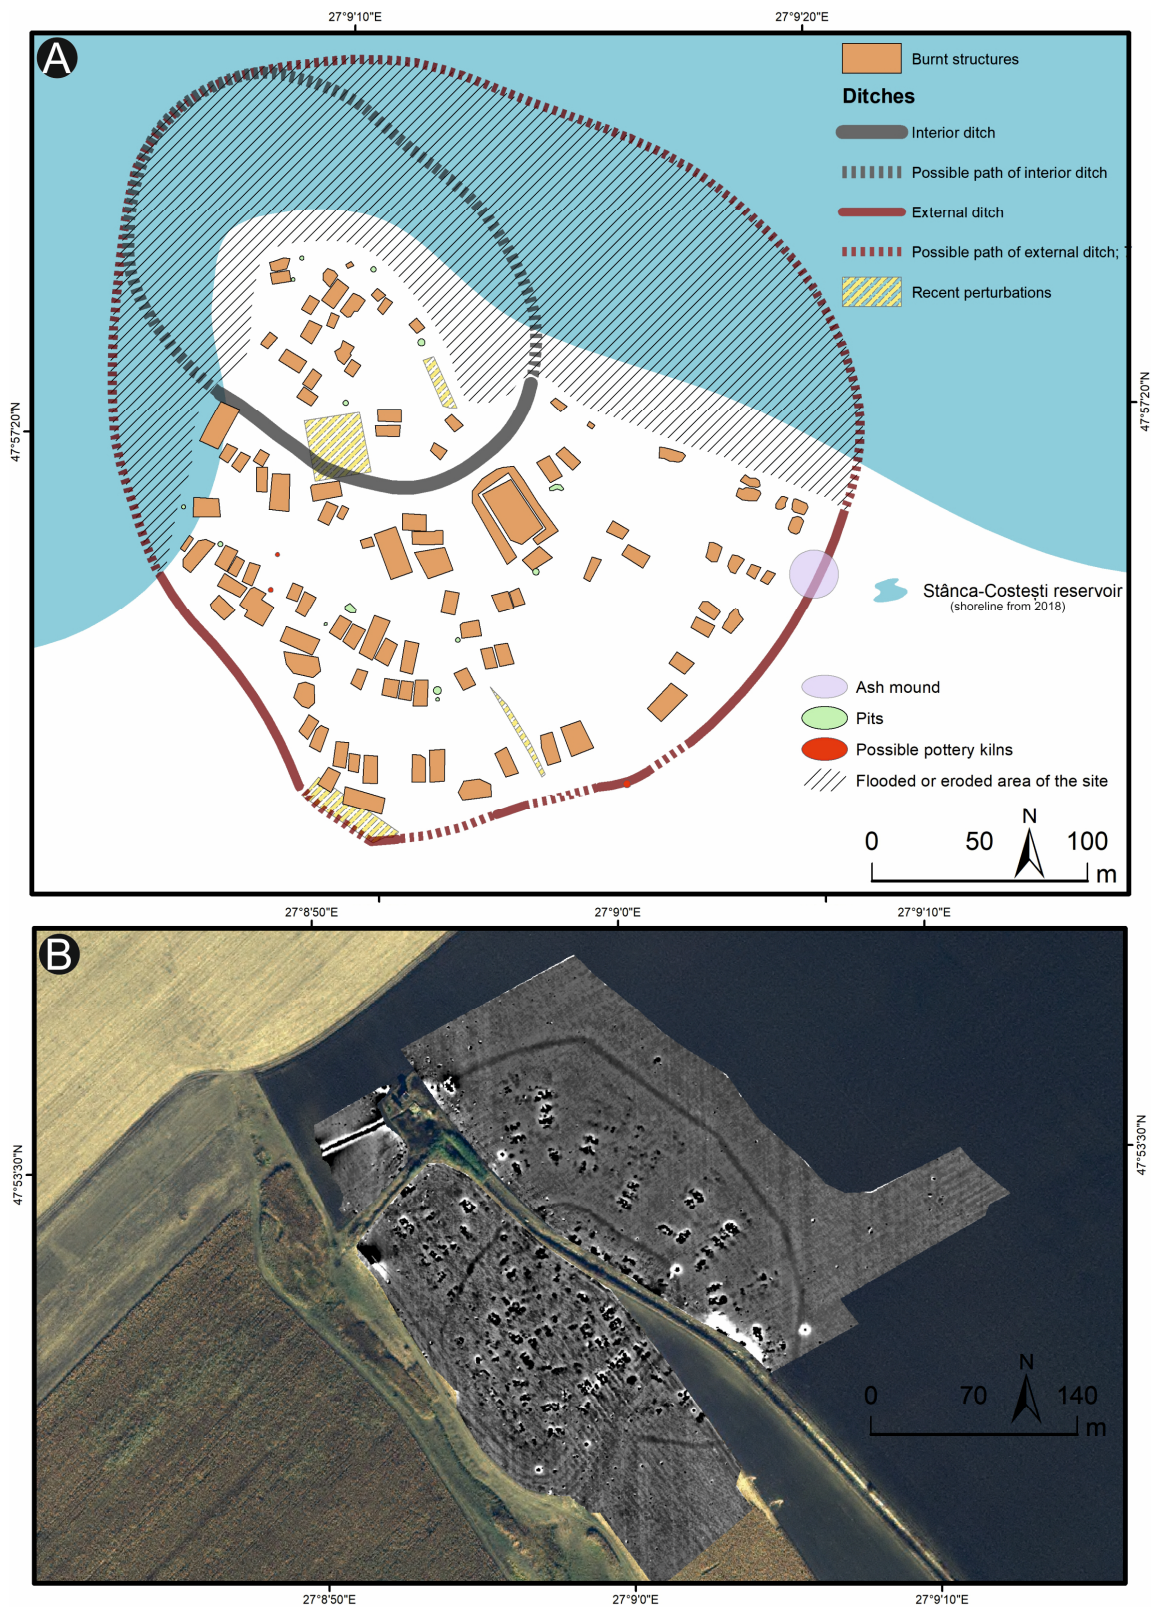 27°9'10"E
27°9'20"E
A
Burnt structures
Ditches
Interior ditch
Possible path of interior ditch
External ditch
Possible path of external ditch;
Recent perturbations
47°57'20"N
47°57'20"N
Stânca-Costești reservoir
(shoreline from 2018)
Ash mound
Pits
Possible pottery kilns
Flooded or eroded area of the site
N
0 50 100
m
27°8'50"E
27°9'0"E
27°9'10"E
B
47°53'30"N
47°53'30"N
N
0 70 140
m
27°8'50"E
27°9'0"E
27°9'10"E